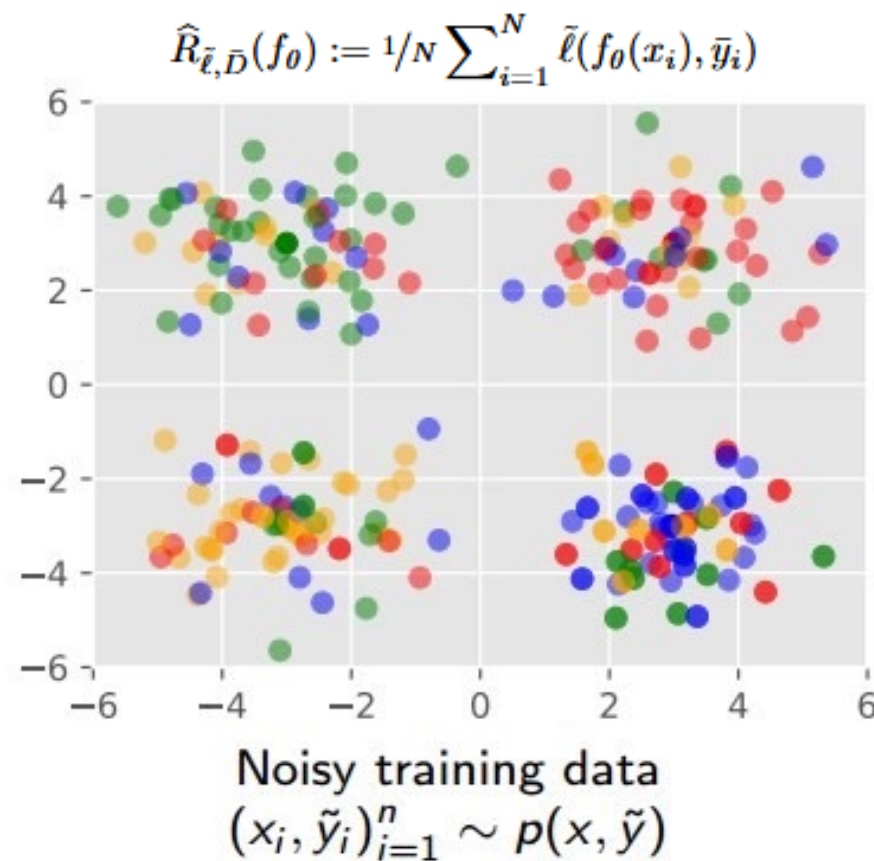 R̂_{ℓ̃,D̄}(f_θ) := 1/N ∑_{i=1}^{N} ℓ̃(f_θ(x_i), ȳ_i)
6
4
2
0
−2
−4
−6
−6 −4 −2 0 2 4 6
Noisy training data
(x_i, ỹ_i)_{i=1}^{n} ∼ p(x, ỹ)